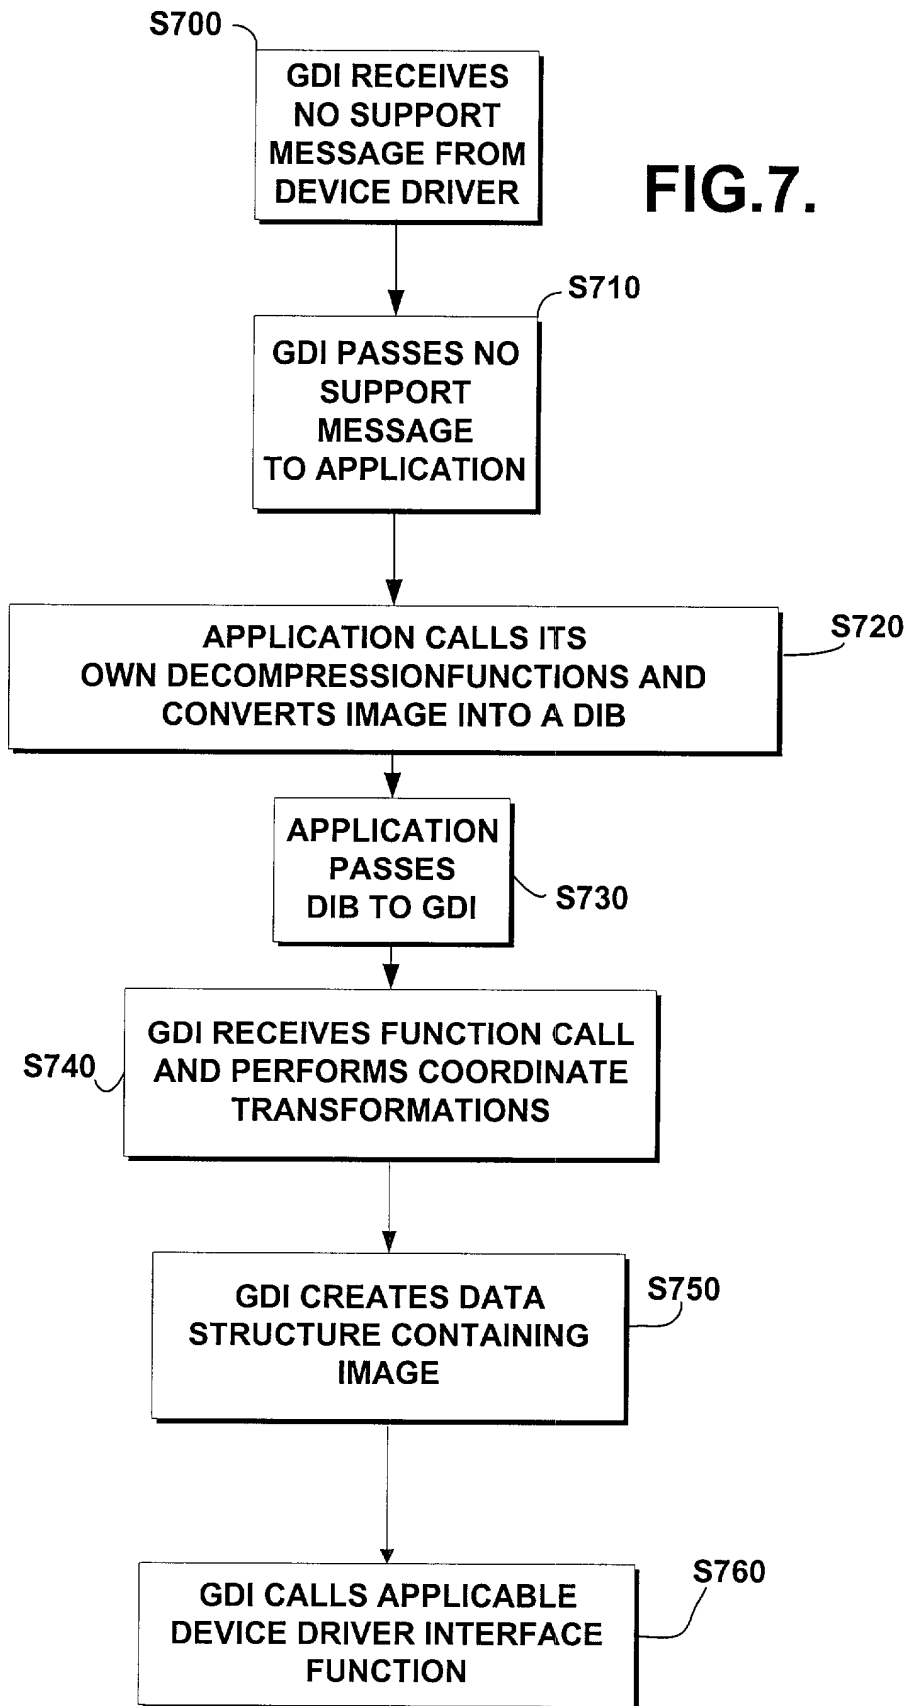 S700
GDI RECEIVES
NO SUPPORT
MESSAGE FROM
DEVICE DRIVER
FIG.7.
S710
GDI PASSES NO
SUPPORT
MESSAGE
TO APPLICATION
S720
APPLICATION CALLS ITS
OWN DECOMPRESSIONFUNCTIONS AND
CONVERTS IMAGE INTO A DIB
APPLICATION
PASSES
DIB TO GDI
S730
S740
GDI RECEIVES FUNCTION CALL
AND PERFORMS COORDINATE
TRANSFORMATIONS
S750
GDI CREATES DATA
STRUCTURE CONTAINING
IMAGE
S760
GDI CALLS APPLICABLE
DEVICE DRIVER INTERFACE
FUNCTION